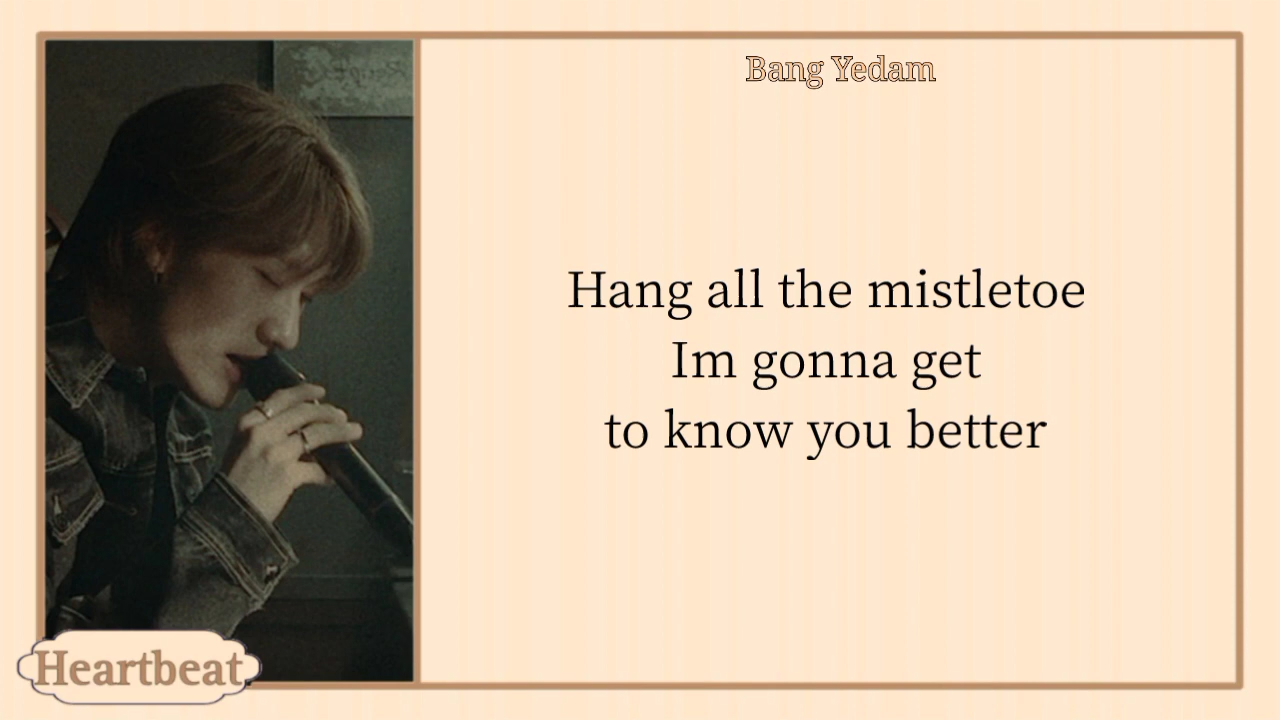 Bang Yedam
Hang all the mistletoe
Im gonna get
to know you better
Heartbeat